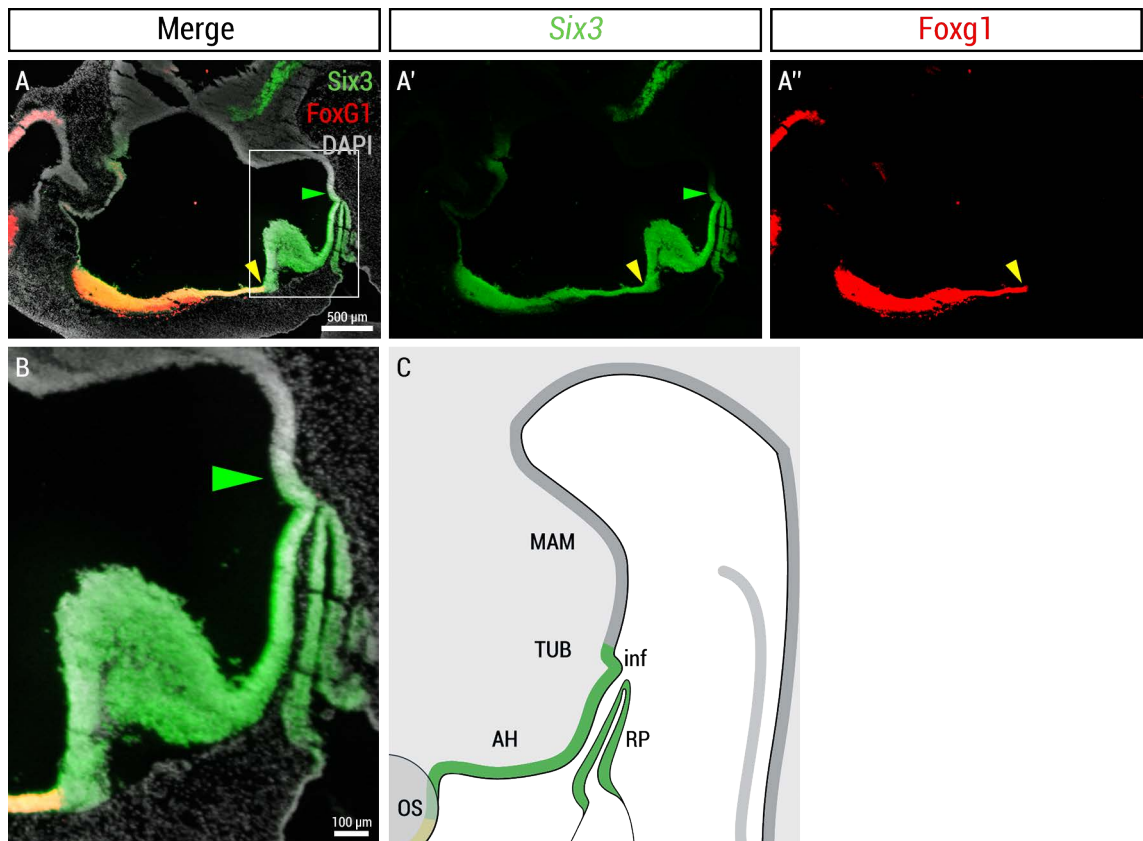 Merge
Six3
Foxg1
A
Six3
FoxG1
DAPI
500 µm
A'
A''
B
100 µm
C
MAM
TUB
inf
AH
RP
OS